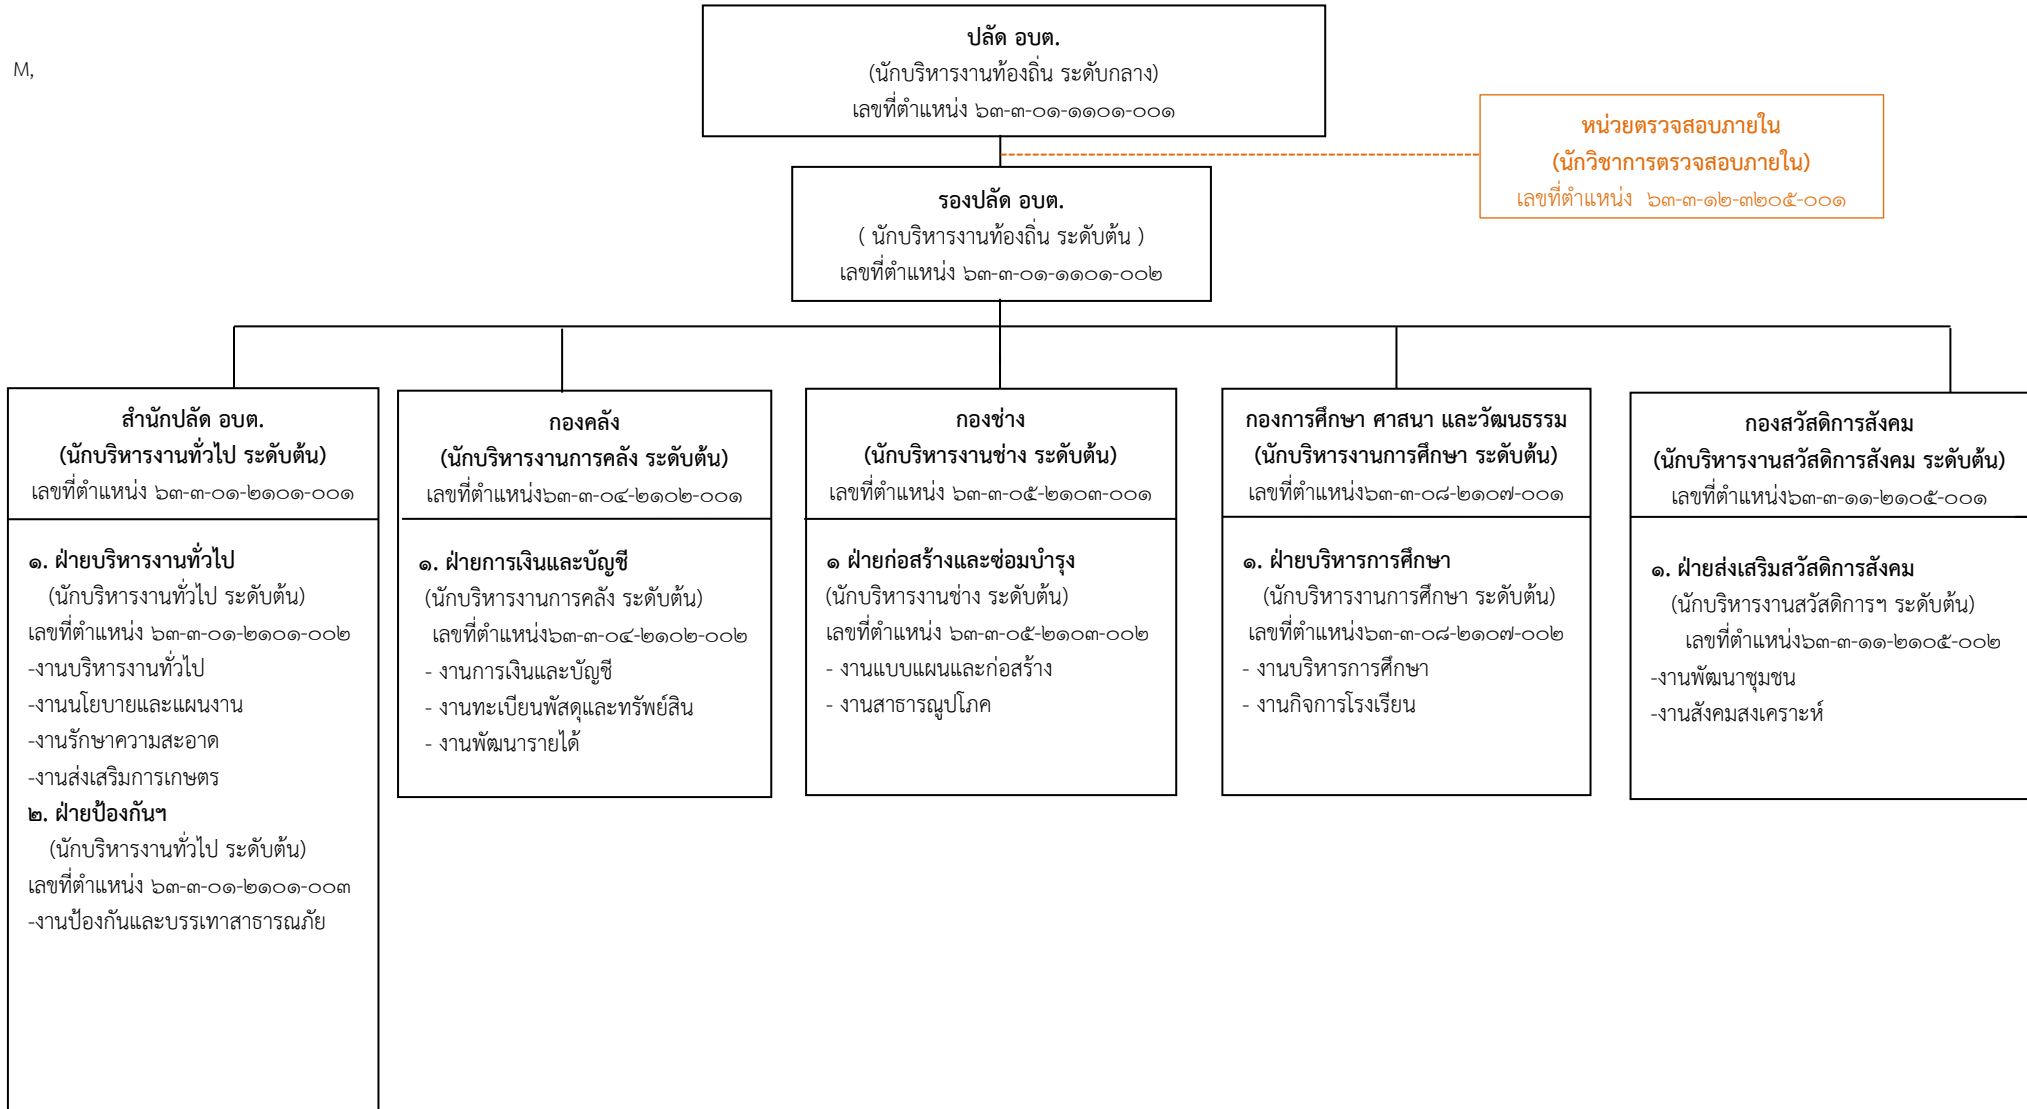 M,
ปลัด อบต.
(นักบริหารงานท้องถิ่น ระดับกลาง)
เลขที่ตำแหน่ง ๖๓-๓-๐๑-๑๑๐๑-๐๐๑
หน่วยตรวจสอบภายใน
(นักวิชาการตรวจสอบภายใน)
เลขที่ตำแหน่ง ๖๓-๓-๑๒-๓๒๐๕-๐๐๑
รองปลัด อบต.
( นักบริหารงานท้องถิ่น ระดับต้น )
เลขที่ตำแหน่ง ๖๓-๓-๐๑-๑๑๐๑-๐๐๒
สำนักปลัด อบต.
(นักบริหารงานทั่วไป ระดับต้น)
เลขที่ตำแหน่ง ๖๓-๓-๐๑-๒๑๐๑-๐๐๑
๑. ฝ่ายบริหารงานทั่วไป
(นักบริหารงานทั่วไป ระดับต้น)
เลขที่ตำแหน่ง ๖๓-๓-๐๑-๒๑๐๑-๐๐๒
-งานบริหารงานทั่วไป
-งานนโยบายและแผนงาน
-งานรักษาความสะอาด
-งานส่งเสริมการเกษตร
๒. ฝ่ายป้องกันฯ
(นักบริหารงานทั่วไป ระดับต้น)
เลขที่ตำแหน่ง ๖๓-๓-๐๑-๒๑๐๑-๐๐๓
-งานป้องกันและบรรเทาสาธารณภัย
กองคลัง
(นักบริหารงานการคลัง ระดับต้น)
เลขที่ตำแหน่ง๖๓-๓-๐๔-๒๑๐๒-๐๐๑
๑. ฝ่ายการเงินและบัญชี
(นักบริหารงานการคลัง ระดับต้น)
เลขที่ตำแหน่ง๖๓-๓-๐๔-๒๑๐๒-๐๐๒
- งานการเงินและบัญชี
- งานทะเบียนพัสดุและทรัพย์สิน
- งานพัฒนารายได้
กองช่าง
(นักบริหารงานช่าง ระดับต้น)
เลขที่ตำแหน่ง ๖๓-๓-๐๕-๒๑๐๓-๐๐๑
๑ ฝ่ายก่อสร้างและซ่อมบำรุง
(นักบริหารงานช่าง ระดับต้น)
เลขที่ตำแหน่ง ๖๓-๓-๐๕-๒๑๐๓-๐๐๒
- งานแบบแผนและก่อสร้าง
- งานสาธารณูปโภค
กองการศึกษา ศาสนา และวัฒนธรรม
(นักบริหารงานการศึกษา ระดับต้น)
เลขที่ตำแหน่ง๖๓-๓-๐๘-๒๑๐๗-๐๐๑
๑. ฝ่ายบริหารการศึกษา
(นักบริหารงานการศึกษา ระดับต้น)
เลขที่ตำแหน่ง๖๓-๓-๐๘-๒๑๐๗-๐๐๒
- งานบริหารการศึกษา
- งานกิจการโรงเรียน
กองสวัสดิการสังคม
(นักบริหารงานสวัสดิการสังคม ระดับต้น)
เลขที่ตำแหน่ง๖๓-๓-๑๑-๒๑๐๕-๐๐๑
๑. ฝ่ายส่งเสริมสวัสดิการสังคม
(นักบริหารงานสวัสดิการฯ ระดับต้น)
เลขที่ตำแหน่ง๖๓-๓-๑๑-๒๑๐๕-๐๐๒
-งานพัฒนาชุมชน
-งานสังคมสงเคราะห์